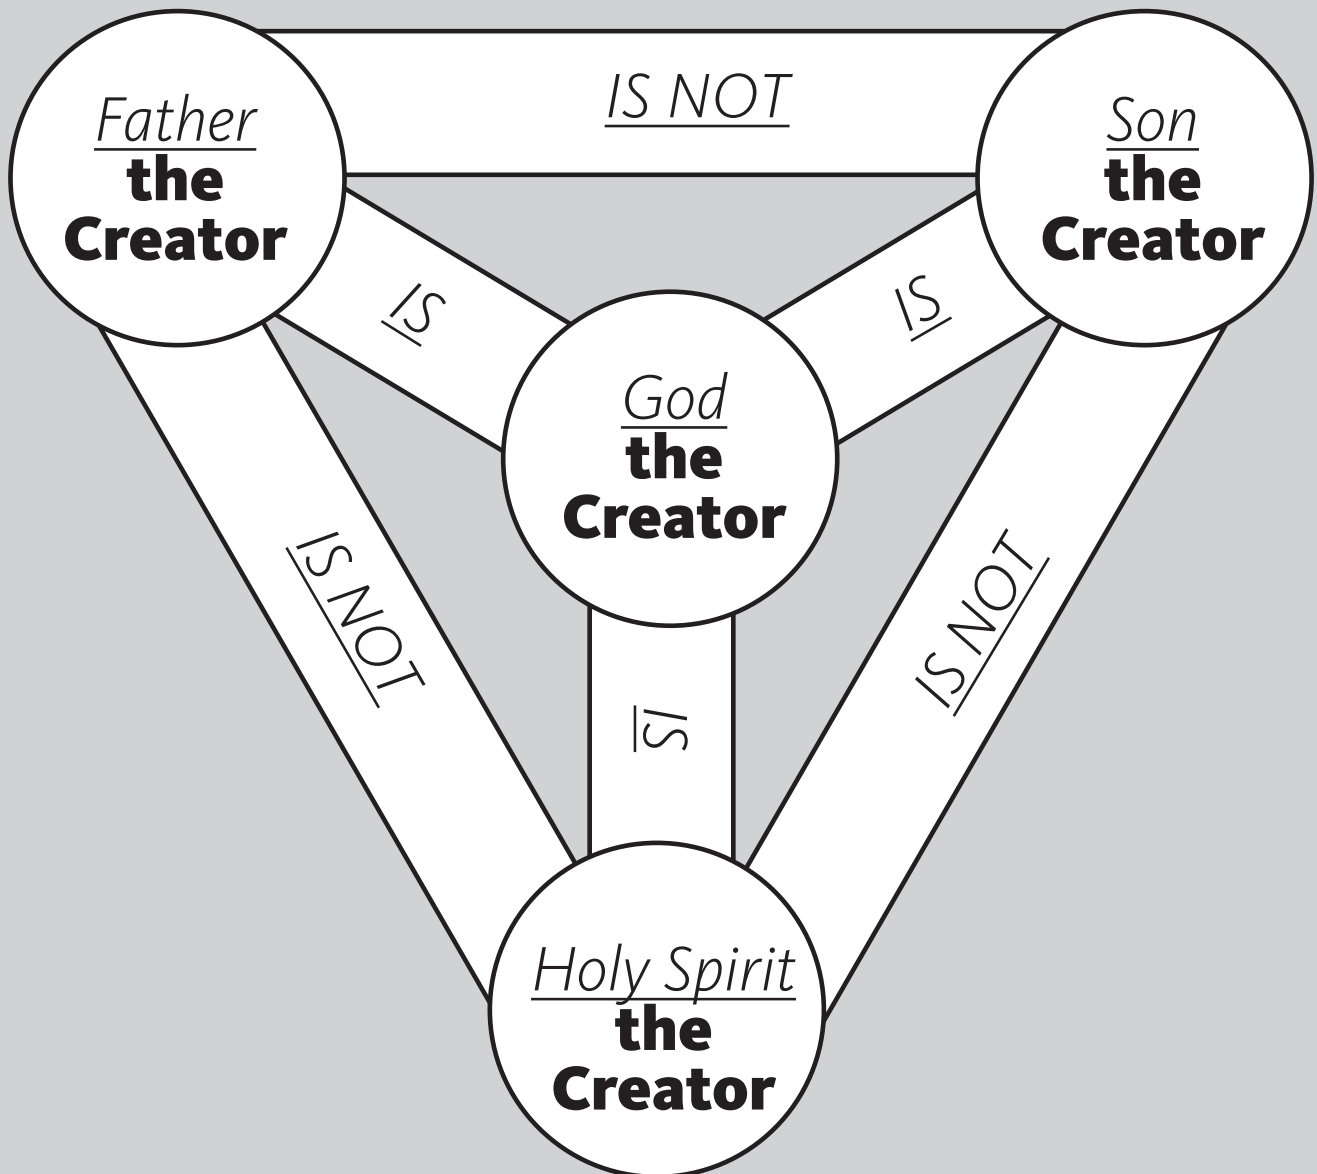 IS NOT
Father
the
Creator
Son
the
Creator
IS
IS
God
the
Creator
IS NOT
IS NOT
IS
Holy Spirit
the
Creator